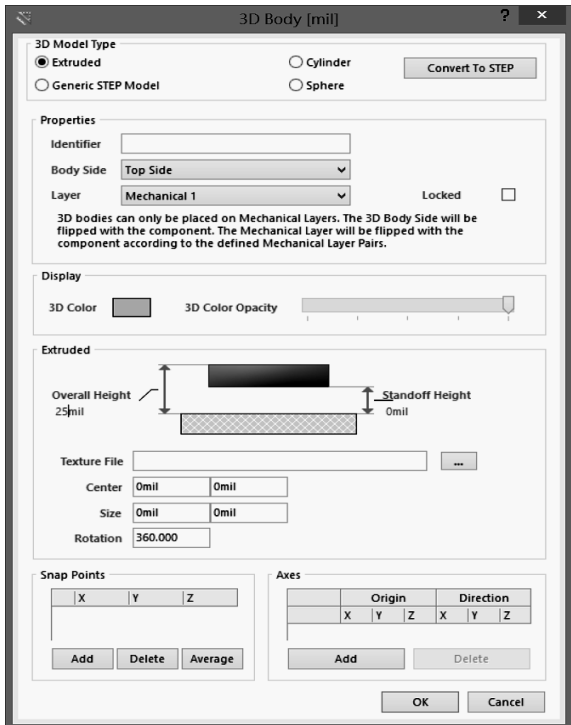 3D Body [mil]
? ×
3D Model Type
Extruded Cylinder Convert To STEP
Generic STEP Model Sphere
Properties
Identifier
Body Side Top Side
Layer Mechanical 1 Locked
3D bodies can only be placed on Mechanical Layers. The 3D Body Side will be
flipped with the component. The Mechanical Layer will be flipped with the
component according to the defined Mechanical Layer Pairs.
Display
3D Color 3D Color Opacity
Extruded
Overall Height Standoff Height
25mil 0mil
Texture File ...
Center 0mil 0mil
Size 0mil 0mil
Rotation 360.000
Snap Points Axes
X Y Z Origin Direction
X Y Z X Y Z
Add Delete Average Add Delete
OK Cancel